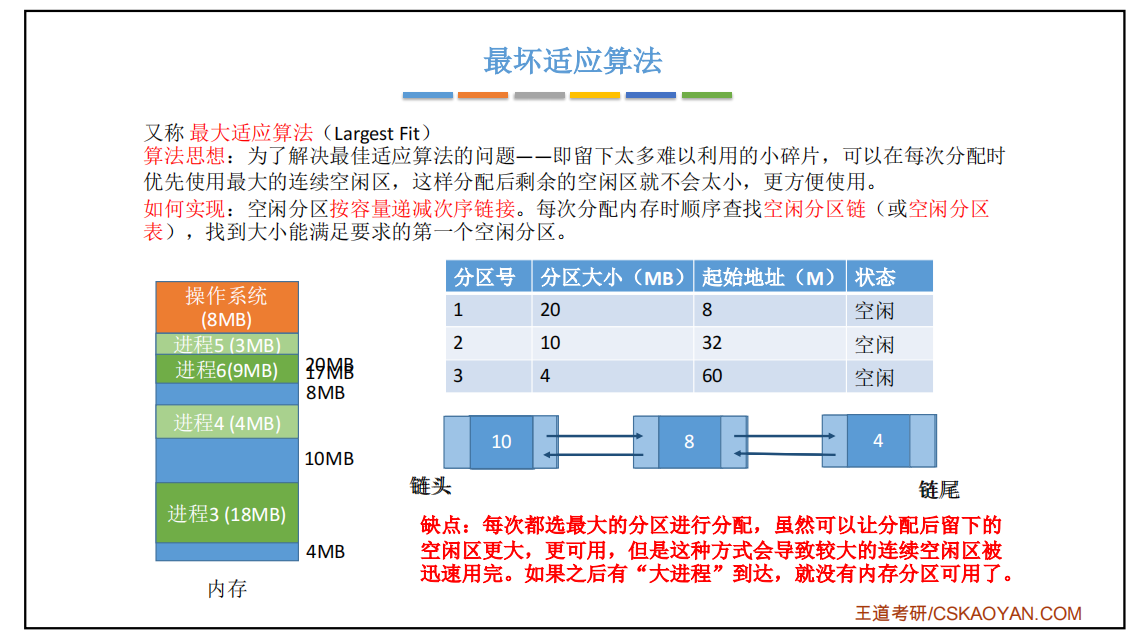 最坏适应算法
又称 最大适应算法（Largest Fit）
算法思想：为了解决最佳适应算法的问题——即留下太多难以利用的小碎片，可以在每次分配时
优先使用最大的连续空闲区，这样分配后剩余的空闲区就不会太小，更方便使用。
如何实现：空闲分区按容量递减次序链接。每次分配内存时顺序查找空闲分区链（或空闲分区
表），找到大小能满足要求的第一个空闲分区。
操作系统
(8MB)
进程5 (3MB)
进程6(9MB)
20MB
17MB
8MB
进程4 (4MB)
10MB
进程3 (18MB)
4MB
内存
分区号 分区大小（MB） 起始地址（M） 状态
1 20 8 空闲
2 10 32 空闲
3 4 60 空闲
10 8 4
链头 链尾
缺点：每次都选最大的分区进行分配，虽然可以让分配后留下的
空闲区更大，更可用，但是这种方式会导致较大的连续空闲区被
迅速用完。如果之后有“大进程”到达，就没有内存分区可用了。
王道考研/CSKAOYAN.COM